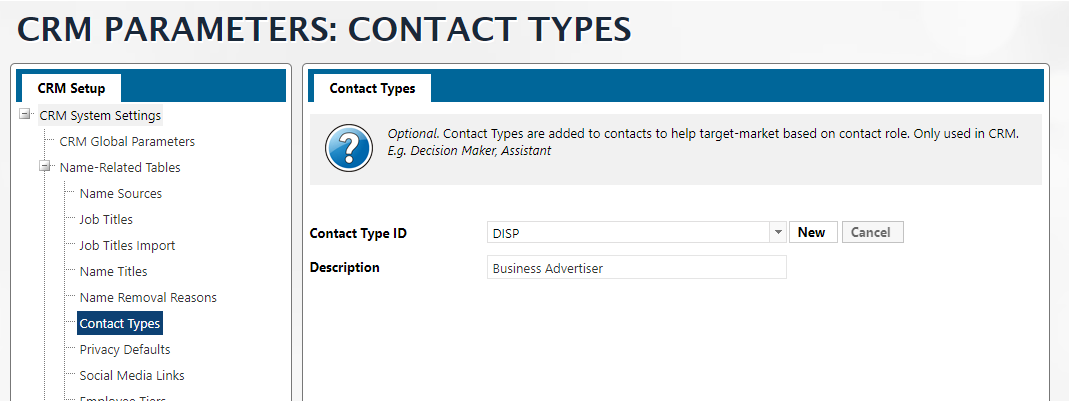 CRM PARAMETERS: CONTACT TYPES
CRM Setup
CRM System Settings
CRM Global Parameters
Name-Related Tables
Name Sources
Job Titles
Job Titles Import
Name Titles
Name Removal Reasons
Contact Types
Privacy Defaults
Social Media Links
Employee Tiers
Contact Types
?
Optional. Contact Types are added to contacts to help target-market based on contact role. Only used in CRM.
E.g. Decision Maker, Assistant
Contact Type ID DISP New Cancel
Description Business Advertiser